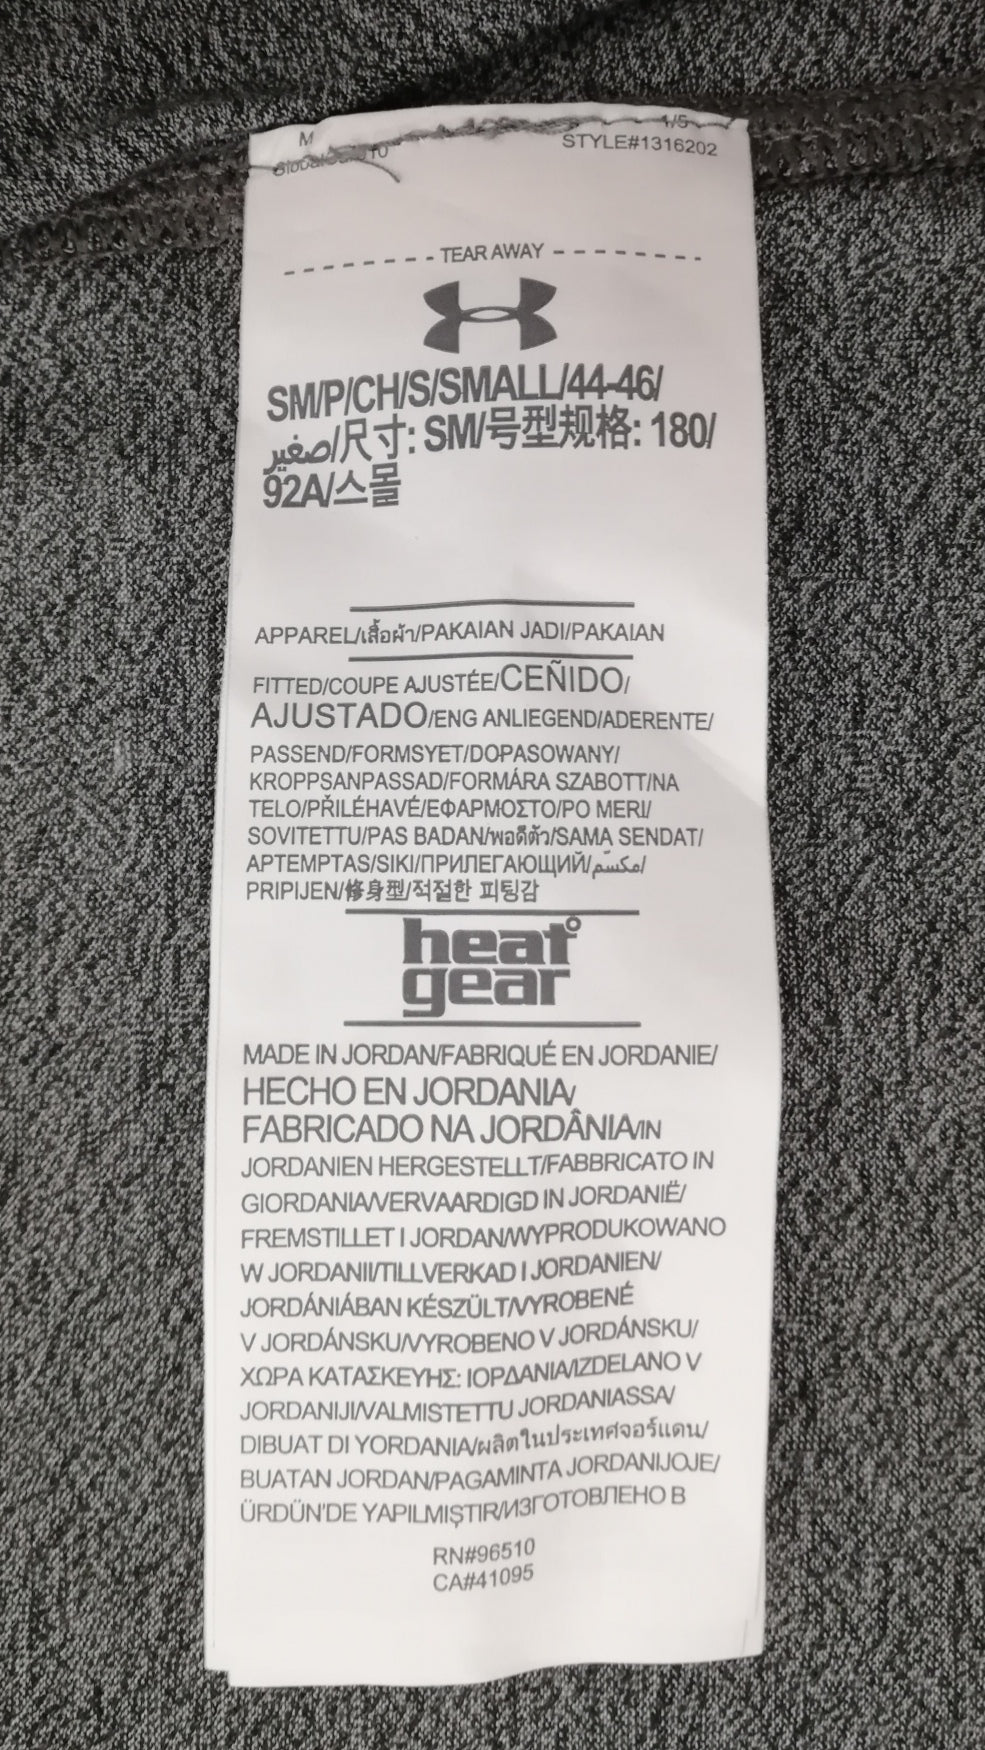 M
1/5
STYLE#1316202
TEAR AWAY
SM/P/CH/S/SMALL/44-46/
صغير/尺寸: SM/号型规格: 180/
92A/스몰
APPAREL/เสื้อผ้า/PAKAIAN JADI/PAKAIAN
FITTED/COUPE AJUSTÉE/CEÑIDO/
AJUSTADO/ENG ANLIEGEND/ADERENTE/
PASSEND/FORMSYET/DOPASOWANY/
KROPPSANPASSAD/FORMÁRA SZABOTT/NA
TELO/PŘILÉHAVÉ/ΕΦΑΡΜΟΣΤΟ/PO MERI/
SOVITETTU/PAS BADAN/พอดีตัว/SAMA SENDAT/
APTEMPTAS/SIKI/ПРИЛЕГАЮЩИЙ/مكسّم/
PRIPIJEN/修身型/적절한 피팅감
heat
gear
MADE IN JORDAN/FABRIQUÉ EN JORDANIE/
HECHO EN JORDANIA/
FABRICADO NA JORDÂNIA/IN
JORDANIEN HERGESTELLT/FABBRICATO IN
GIORDANIA/VERVAARDIGD IN JORDANIË/
FREMSTILLET I JORDAN/WYPRODUKOWANO
W JORDANII/TILLVERKAD I JORDANIEN/
JORDÁNIÁBAN KÉSZÜLT/VYROBENÉ
V JORDÁNSKU/VYROBENO V JORDÁNSKU/
ΧΩΡΑ ΚΑΤΑΣΚΕΥΗΣ: ΙΟΡΔΑΝΙΑ/IZDELANO V
JORDANIJI/VALMISTETTU JORDANIASSA/
DIBUAT DI YORDANIA/ผลิตในประเทศจอร์แดน/
BUATAN JORDAN/PAGAMINTA JORDANIJOJE/
ÜRDÜN'DE YAPILMIŞTIR/ИЗГОТОВЛЕНО В
RN#96510
CA#41095